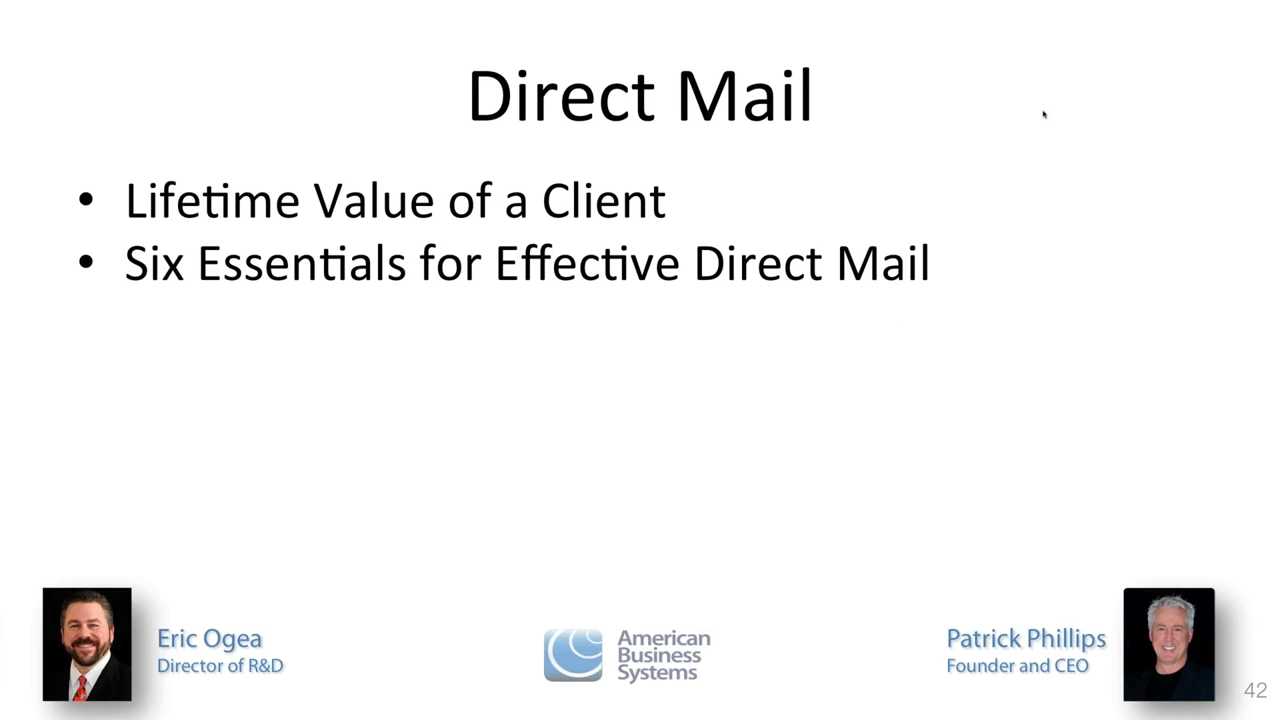 Direct Mail
• Lifetime Value of a Client
• Six Essentials for Effective Direct Mail
Eric Ogea
Director of R&D
American
Business
Systems
Patrick Phillips
Founder and CEO
42